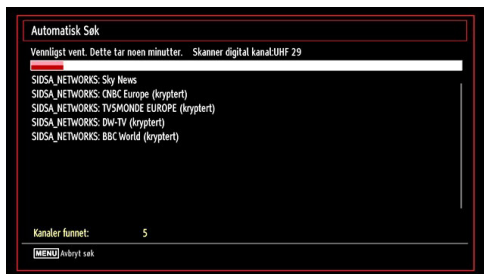 Automatisk Søk
Vennligst vent. Dette tar noen minutter. Skanner digital kanal:UHF 29
SIDSA_NETWORKS: Sky News
SIDSA_NETWORKS: CNBC Europe (kryptert)
SIDSA_NETWORKS: TV5MONDE EUROPE (kryptert)
SIDSA_NETWORKS: DW-TV (kryptert)
SIDSA_NETWORKS: BBC World (kryptert)
Kanaler funnet: 5
MENU Avbryt søk